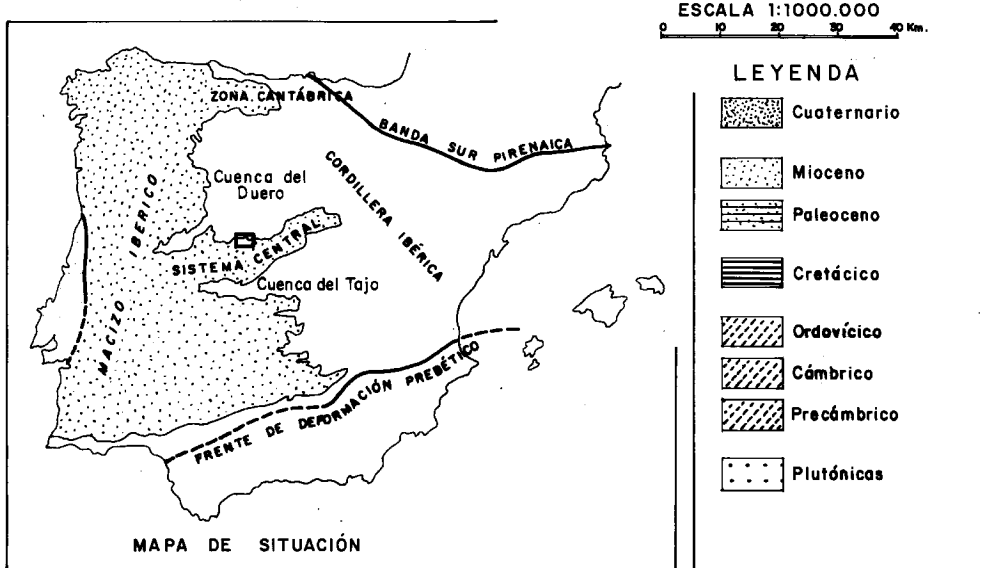 ESCALA 1:1000.000
0 10 20 30 40 Km.
LEYENDA
Cuaternario
Mioceno
Paleoceno
Cretácico
Ordovícico
Cámbrico
Precámbrico
Plutónicas
ZONA CANTÁBRICA
BANDA SUR PIRENAICA
CORDILLERA IBÉRICA
Cuenca del
Duero
MACIZO IBERICO
SISTEMA CENTRAL
Cuenca del Tajo
FRENTE DE DEFORMACIÓN PREBÉTICO
MAPA DE SITUACIÓN